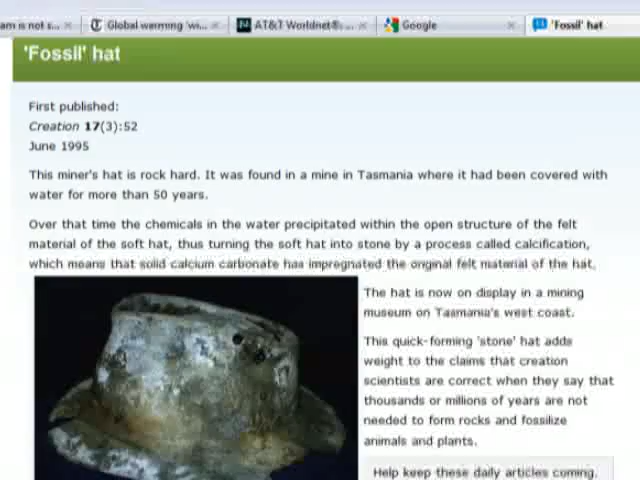 am is not s...
Global warming 'wi...
AT&T Worldnet®...
Google
'Fossil' hat
'Fossil' hat
First published:
Creation 17(3):52
June 1995
This miner's hat is rock hard. It was found in a mine in Tasmania where it had been covered with
water for more than 50 years.
Over that time the chemicals in the water precipitated within the open structure of the felt
material of the soft hat, thus turning the soft hat into stone by a process called calcification,
which means that solid calcium carbonate has impregnated the original felt material of the hat.
The hat is now on display in a mining
museum on Tasmania's west coast.
This quick-forming 'stone' hat adds
weight to the claims that creation
scientists are correct when they say that
thousands or millions of years are not
needed to form rocks and fossilize
animals and plants.
Help keep these daily articles coming.